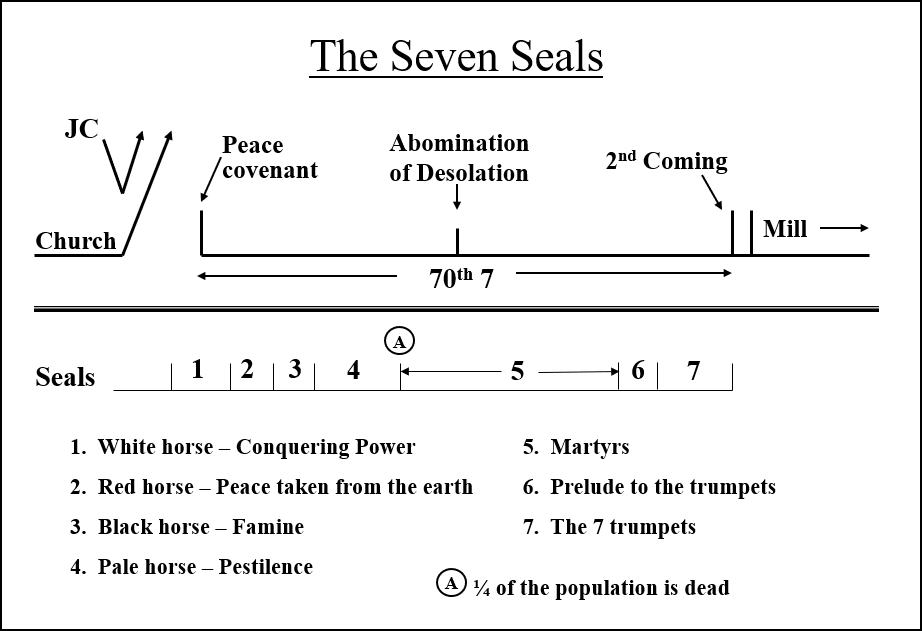 The Seven Seals
JC
Peace
covenant
Abomination
of Desolation
2nd Coming
Church
Mill
70th 7
A
Seals 1 2 3 4 5 6 7
1. White horse – Conquering Power
2. Red horse – Peace taken from the earth
3. Black horse – Famine
4. Pale horse – Pestilence
5. Martyrs
6. Prelude to the trumpets
7. The 7 trumpets
A ¼ of the population is dead